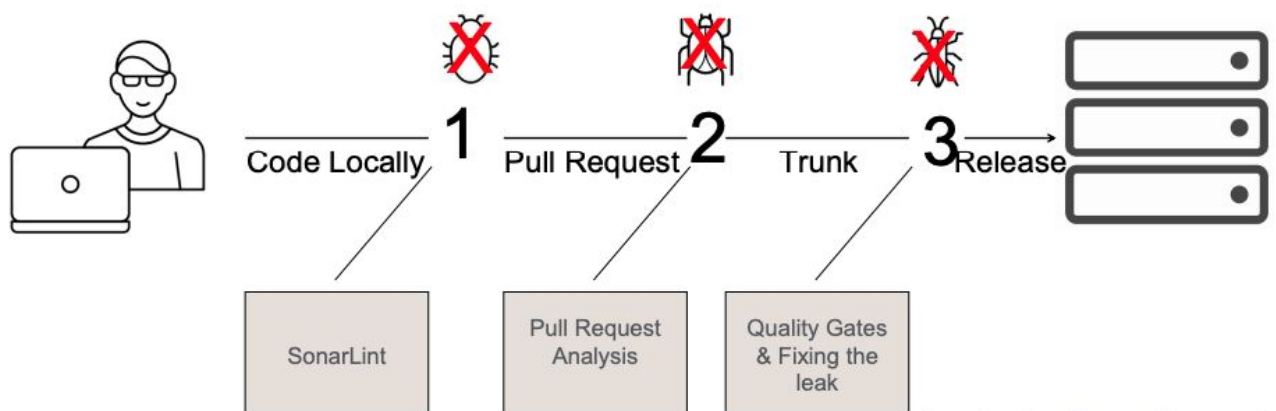 1
2
3
Code Locally
Pull Request
Trunk
Release
SonarLint
Pull Request
Analysis
Quality Gates
& Fixing the
leak